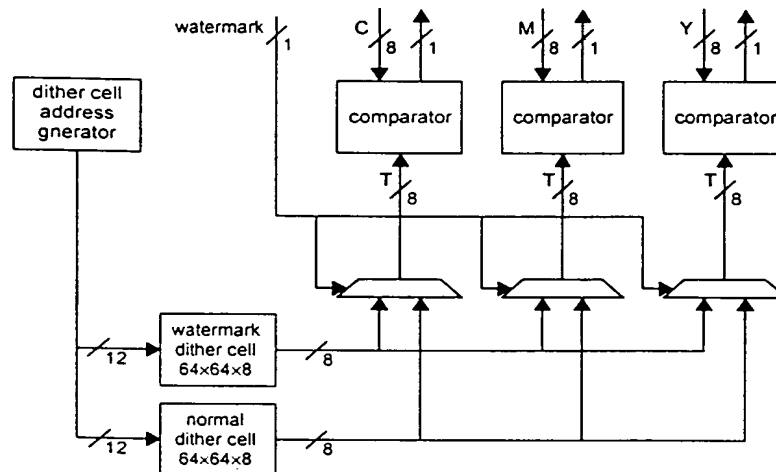 watermark 1 C 8 1 M 8 1 Y 8 1
dither cell
address
gnerator
comparator comparator comparator
T 8 T 8 T 8
watermark
dither cell
64×64×8
12 8
normal
dither cell
64×64×8
12 8